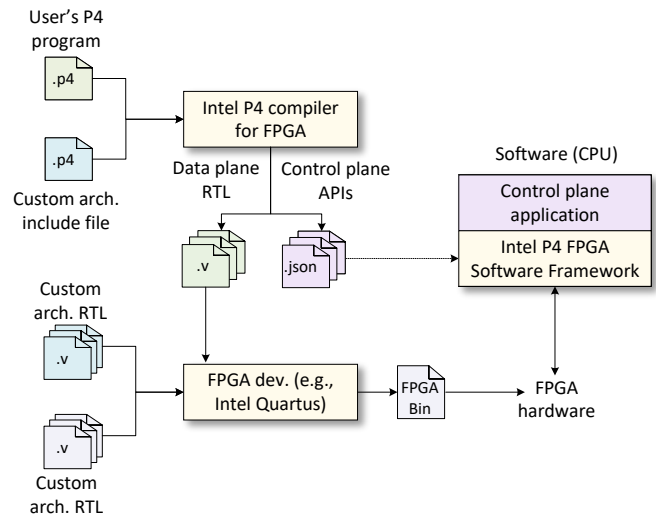 User's P4
program
.p4
.p4
Custom arch.
include file
Intel P4 compiler
for FPGA
Data plane
RTL
Control plane
APIs
.v
.json
Software (CPU)
Control plane
application
Intel P4 FPGA
Software Framework
Custom
arch. RTL
.v
.v
Custom
arch. RTL
FPGA dev. (e.g.,
Intel Quartus)
FPGA
Bin
FPGA
hardware